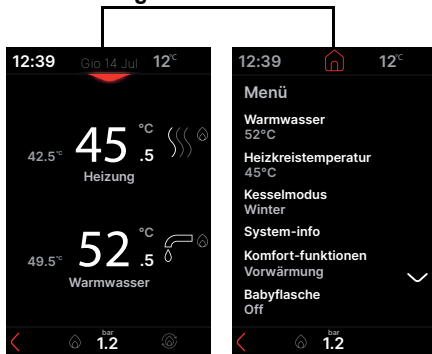 12:39 Gio 14 Jul 12°C
42.5°C 45.5 °C
Heizung
49.5°C 52.5 °C
Warmwasser
bar
1.2
12:39 12°C
Menü
Warmwasser
52°C
Heizkreistemperatur
45°C
Kesselmodus
Winter
System-info
Komfort-funktionen
Vorwärmung
Babyflasche
Off
bar
1.2